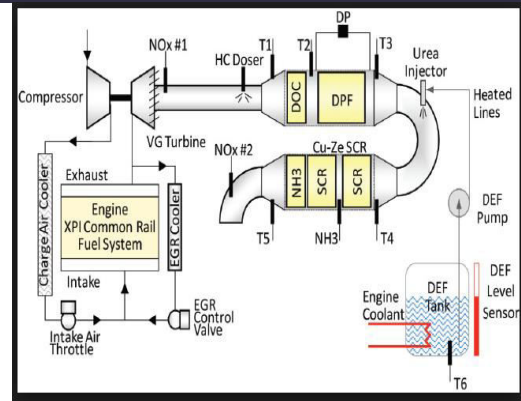 DP
NOx #1
T1
T2
T3
HC Doser
Urea
Injector
Compressor
DOC
DPF
Heated
Lines
VG Turbine
Cu-Ze SCR
NOx #2
Charge Air Cooler
Exhaust
Engine
XPI Common Rail
Fuel System
EGR Cooler
NH3
SCR
SCR
DEF
Pump
T5
NH3
T4
Intake
DEF
Tank
DEF
Level
Sensor
Engine
Coolant
EGR
Control
Valve
Intake Air
Throttle
T6